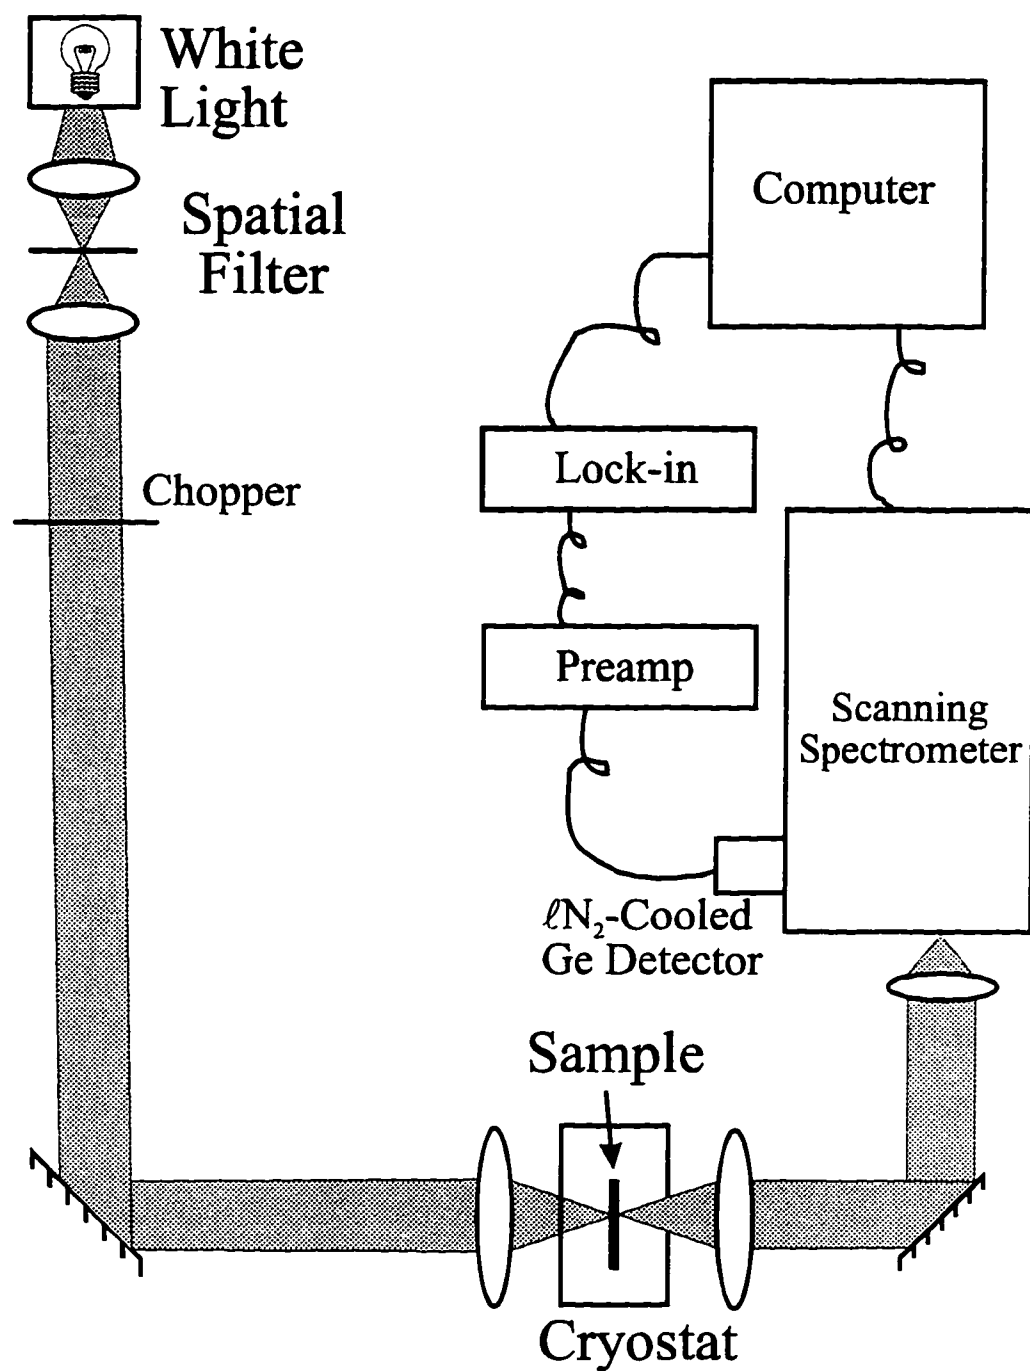 White
Light
Spatial
Filter
Computer
Chopper
Lock-in
Preamp
Scanning
Spectrometer
ℓN₂-Cooled
Ge Detector
Sample
Cryostat